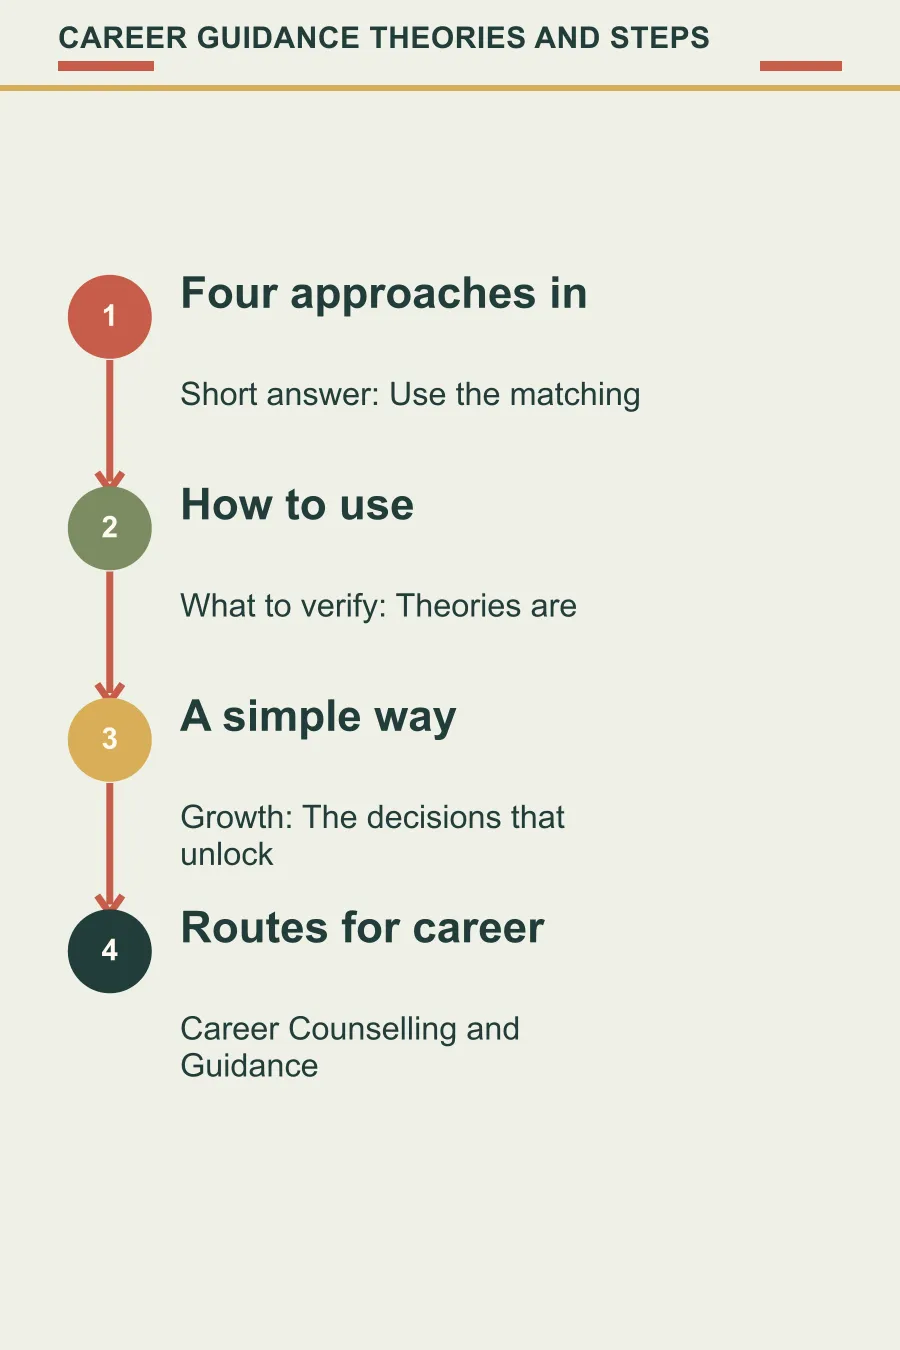 CAREER GUIDANCE THEORIES AND STEPS
1
Four approaches in
Short answer: Use the matching
2
How to use
What to verify: Theories are
3
A simple way
Growth: The decisions that
unlock
4
Routes for career
Career Counselling and
Guidance